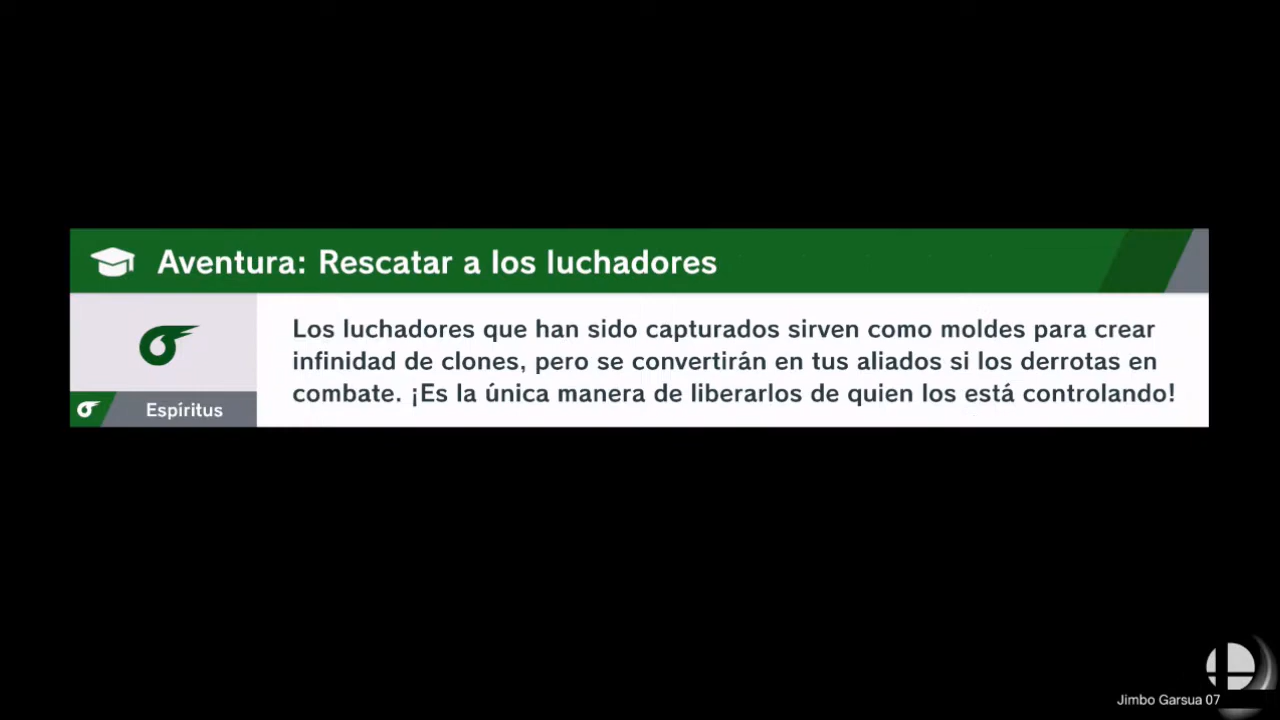 Aventura: Rescatar a los luchadores
Los luchadores que han sido capturados sirven como moldes para crear
infinidad de clones, pero se convertirán en tus aliados si los derrotas en
combate. ¡Es la única manera de liberarlos de quien los está controlando!
Espíritus
Jimbo Garsua 07